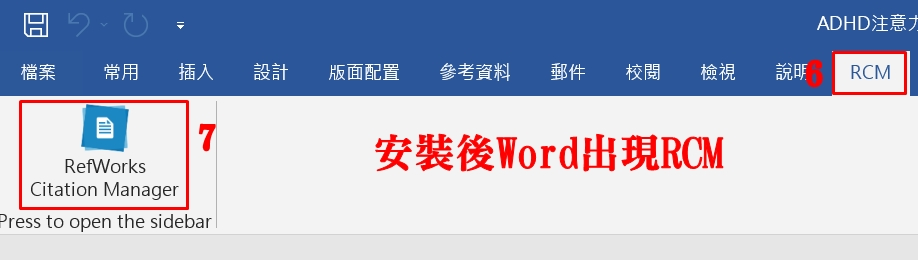 ADHD注意力
檔案 常用 插入 設計 版面配置 參考資料 郵件 校閱 檢視 說明 6 RCM
RefWorks
Citation Manager
7
安裝後Word出現RCM
Press to open the sidebar